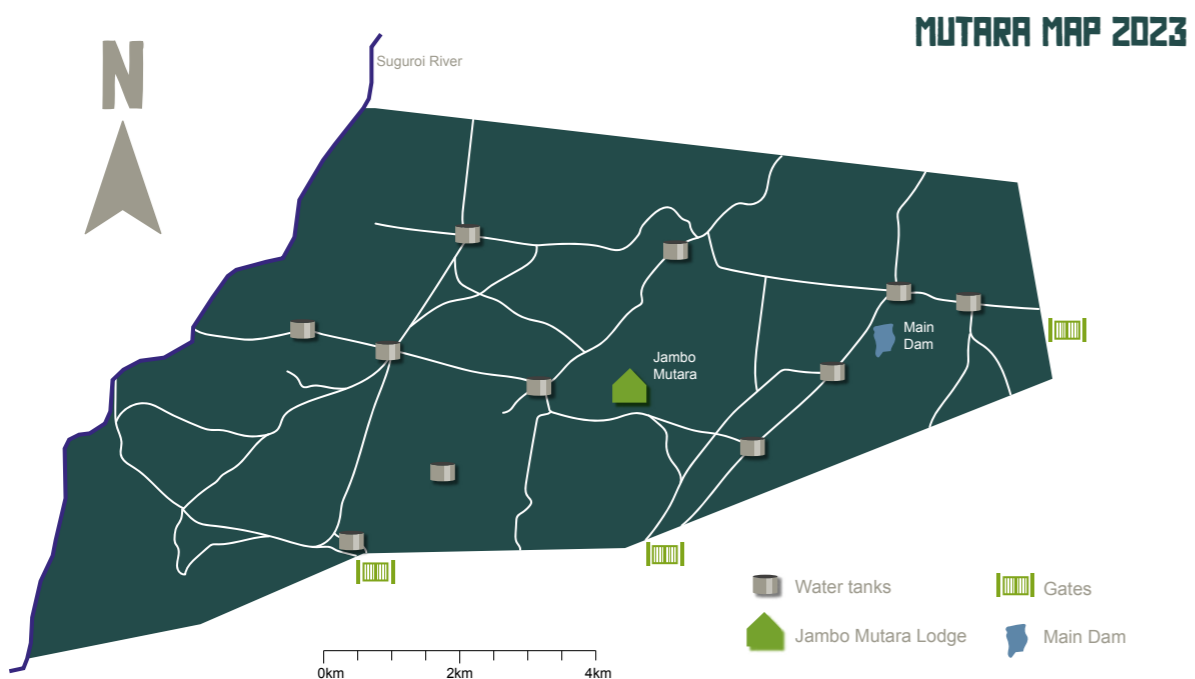 MUTARA MAP 2023
N
Suguroi River
Main
Dam
Jambo
Mutara
Water tanks
Gates
Jambo Mutara Lodge
Main Dam
0km
2km
4km